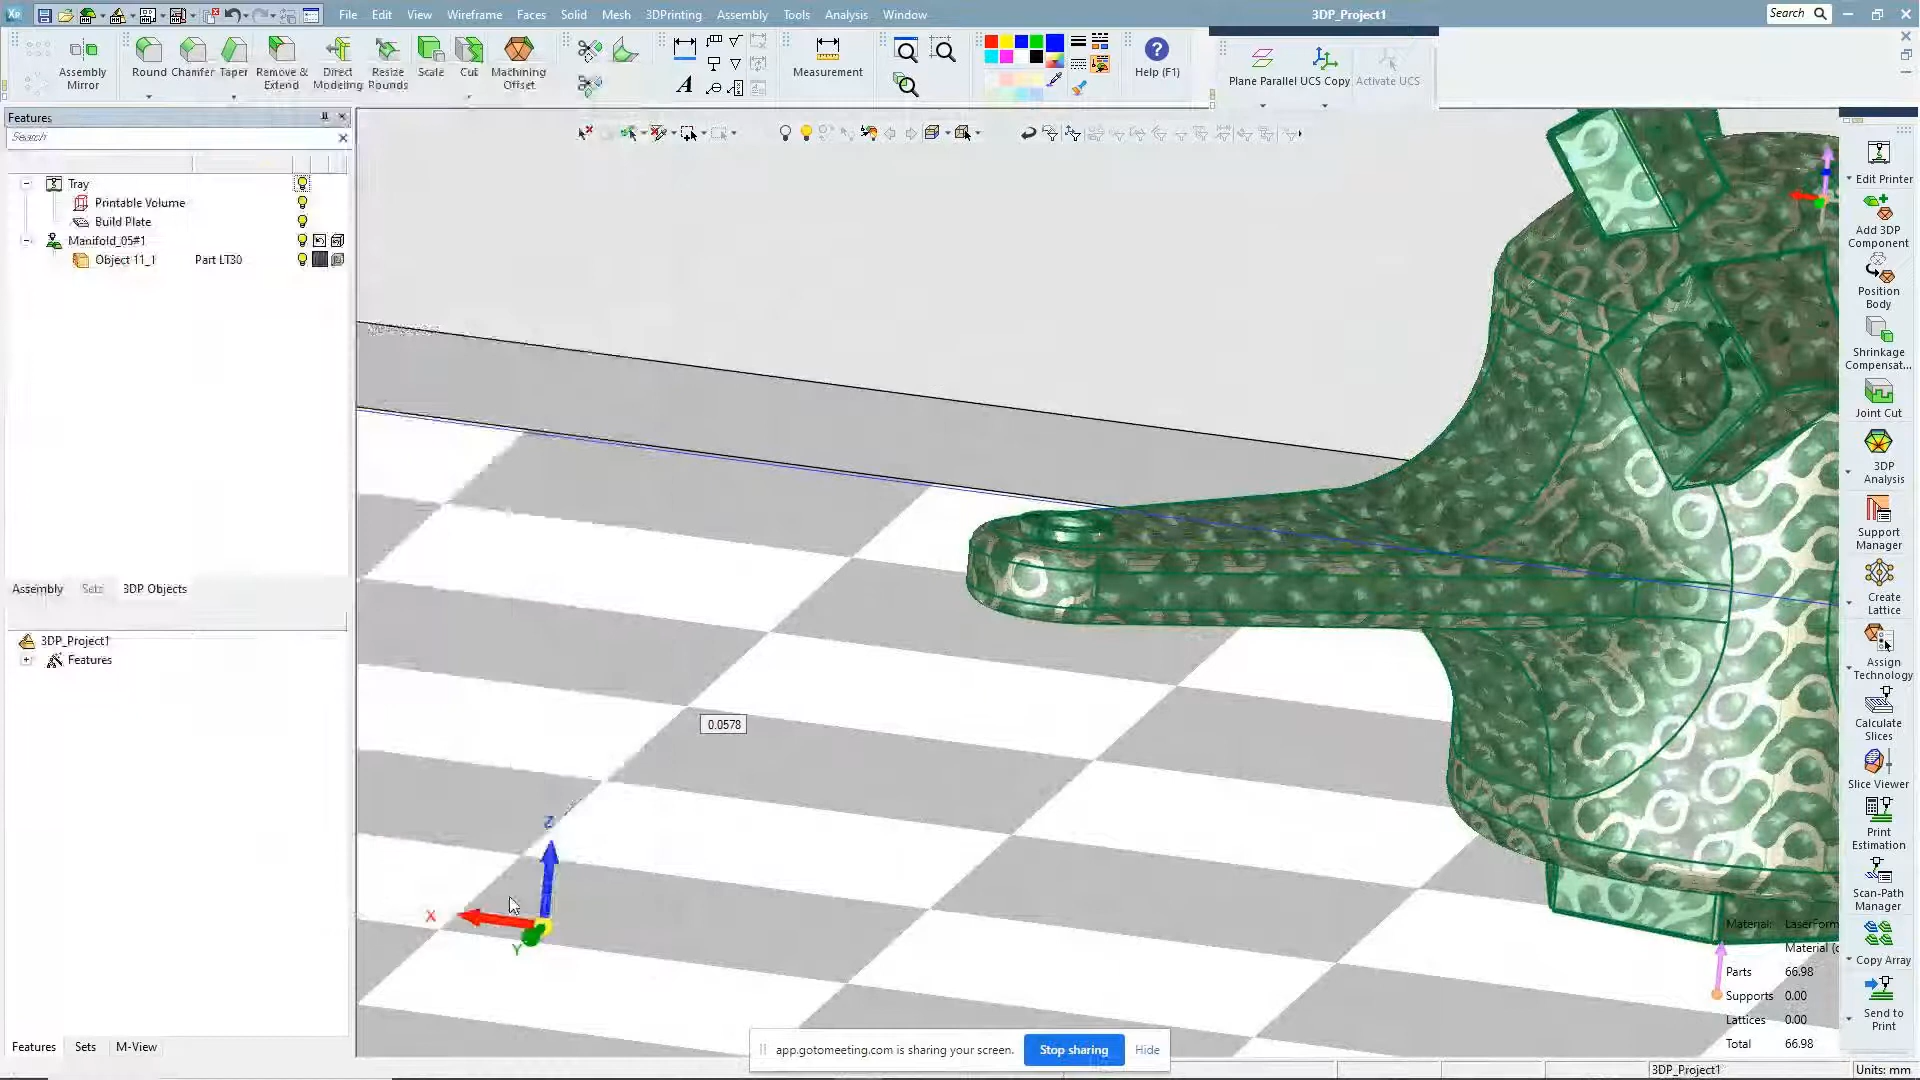 Xp
File Edit View Wireframe Faces Solid Mesh 3DPrinting Assembly Tools Analysis Window
3DP_Project1
Search
Assembly Mirror
Round
Chamfer
Taper
Remove & Extend
Direct Modeling
Resize Rounds
Scale
Cut
Machining Offset
A
Measurement
Help (F1)
Plane Parallel
UCS Copy
Activate UCS
Features
Search
Tray
Printable Volume
Build Plate
Manifold_05#1
Object 11_1 Part LT30
Assembly Sets 3DP Objects
3DP_Project1
Features
Features Sets M-View
0.0578
Z
X
Y
Edit Printer
Add 3DP Component
Position Body
Shrinkage Compensat...
Joint Cut
3DP Analysis
Support Manager
Create Lattice
Assign Technology
Calculate Slices
Slice Viewer
Print Estimation
Scan-Path Manager
Copy Array
Send to Print
Material: LaserForm
Material (c
Parts 66.98
Supports 0.00
Lattices 0.00
Total 66.98
app.gotomeeting.com is sharing your screen. Stop sharing Hide
3DP_Project1
Units: mm